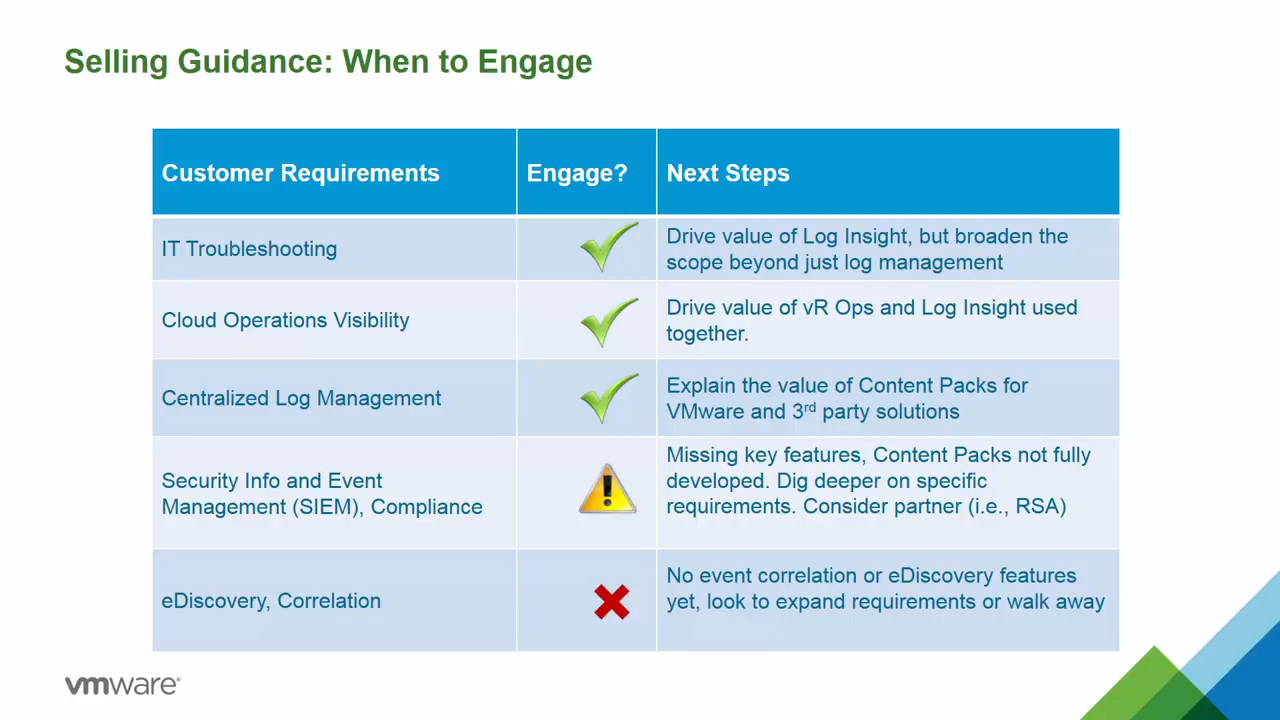 Selling Guidance: When to Engage
Customer Requirements
Engage?
Next Steps
IT Troubleshooting
Drive value of Log Insight, but broaden the
scope beyond just log management
Cloud Operations Visibility
Drive value of vR Ops and Log Insight used
together.
Centralized Log Management
Explain the value of Content Packs for
VMware and 3rd party solutions
Security Info and Event
Management (SIEM), Compliance
Missing key features, Content Packs not fully
developed. Dig deeper on specific
requirements. Consider partner (i.e., RSA)
eDiscovery, Correlation
No event correlation or eDiscovery features
yet, look to expand requirements or walk away
vmware®